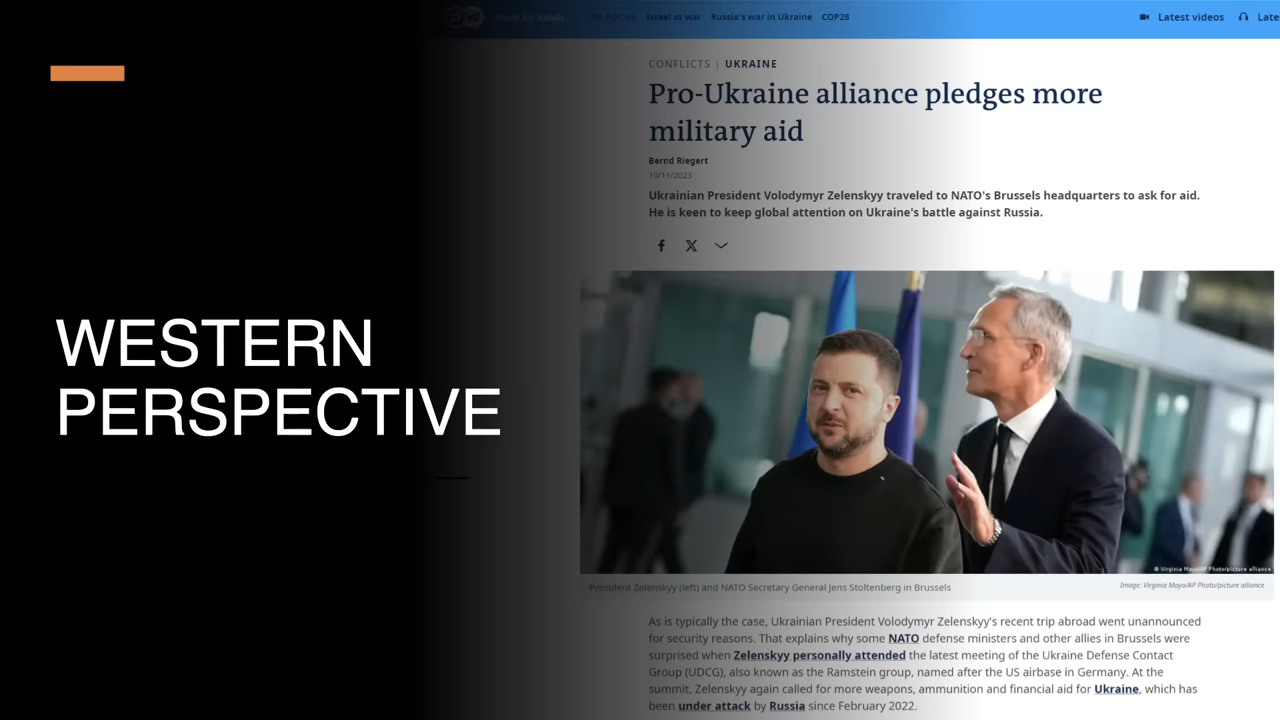 DW Made for minds. IN FOCUS Israel at war Russia's war in Ukraine COP28 Latest videos Late
CONFLICTS | UKRAINE
Pro-Ukraine alliance pledges more
military aid
Bernd Riegert
10/11/2023
Ukrainian President Volodymyr Zelenskyy traveled to NATO's Brussels headquarters to ask for aid.
He is keen to keep global attention on Ukraine's battle against Russia.
WESTERN
PERSPECTIVE
© Virginia Mayo/AP Photo/picture alliance
President Zelenskyy (left) and NATO Secretary General Jens Stoltenberg in Brussels
Image: Virginia Mayo/AP Photo/picture alliance
As is typically the case, Ukrainian President Volodymyr Zelenskyy's recent trip abroad went unannounced
for security reasons. That explains why some NATO defense ministers and other allies in Brussels were
surprised when Zelenskyy personally attended the latest meeting of the Ukraine Defense Contact
Group (UDCG), also known as the Ramstein group, named after the US airbase in Germany. At the
summit, Zelenskyy again called for more weapons, ammunition and financial aid for Ukraine, which has
been under attack by Russia since February 2022.